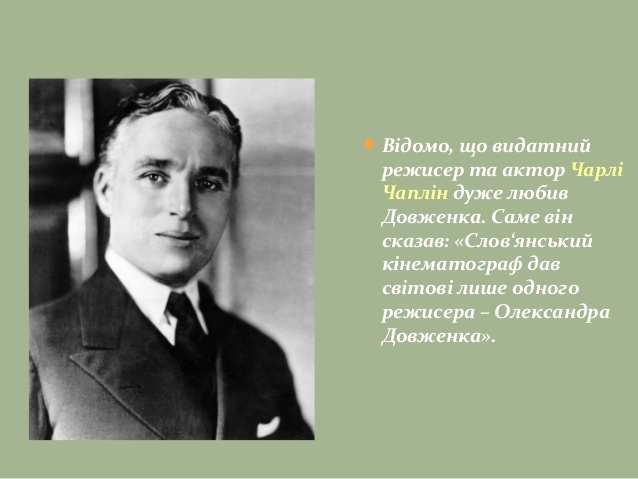 Відомо, що видатний
режисер та актор Чарлі
Чаплін дуже любив
Довженка. Саме він
сказав: «Слов‘янський
кінематограф дав
світові лише одного
режисера – Олександра
Довженка».